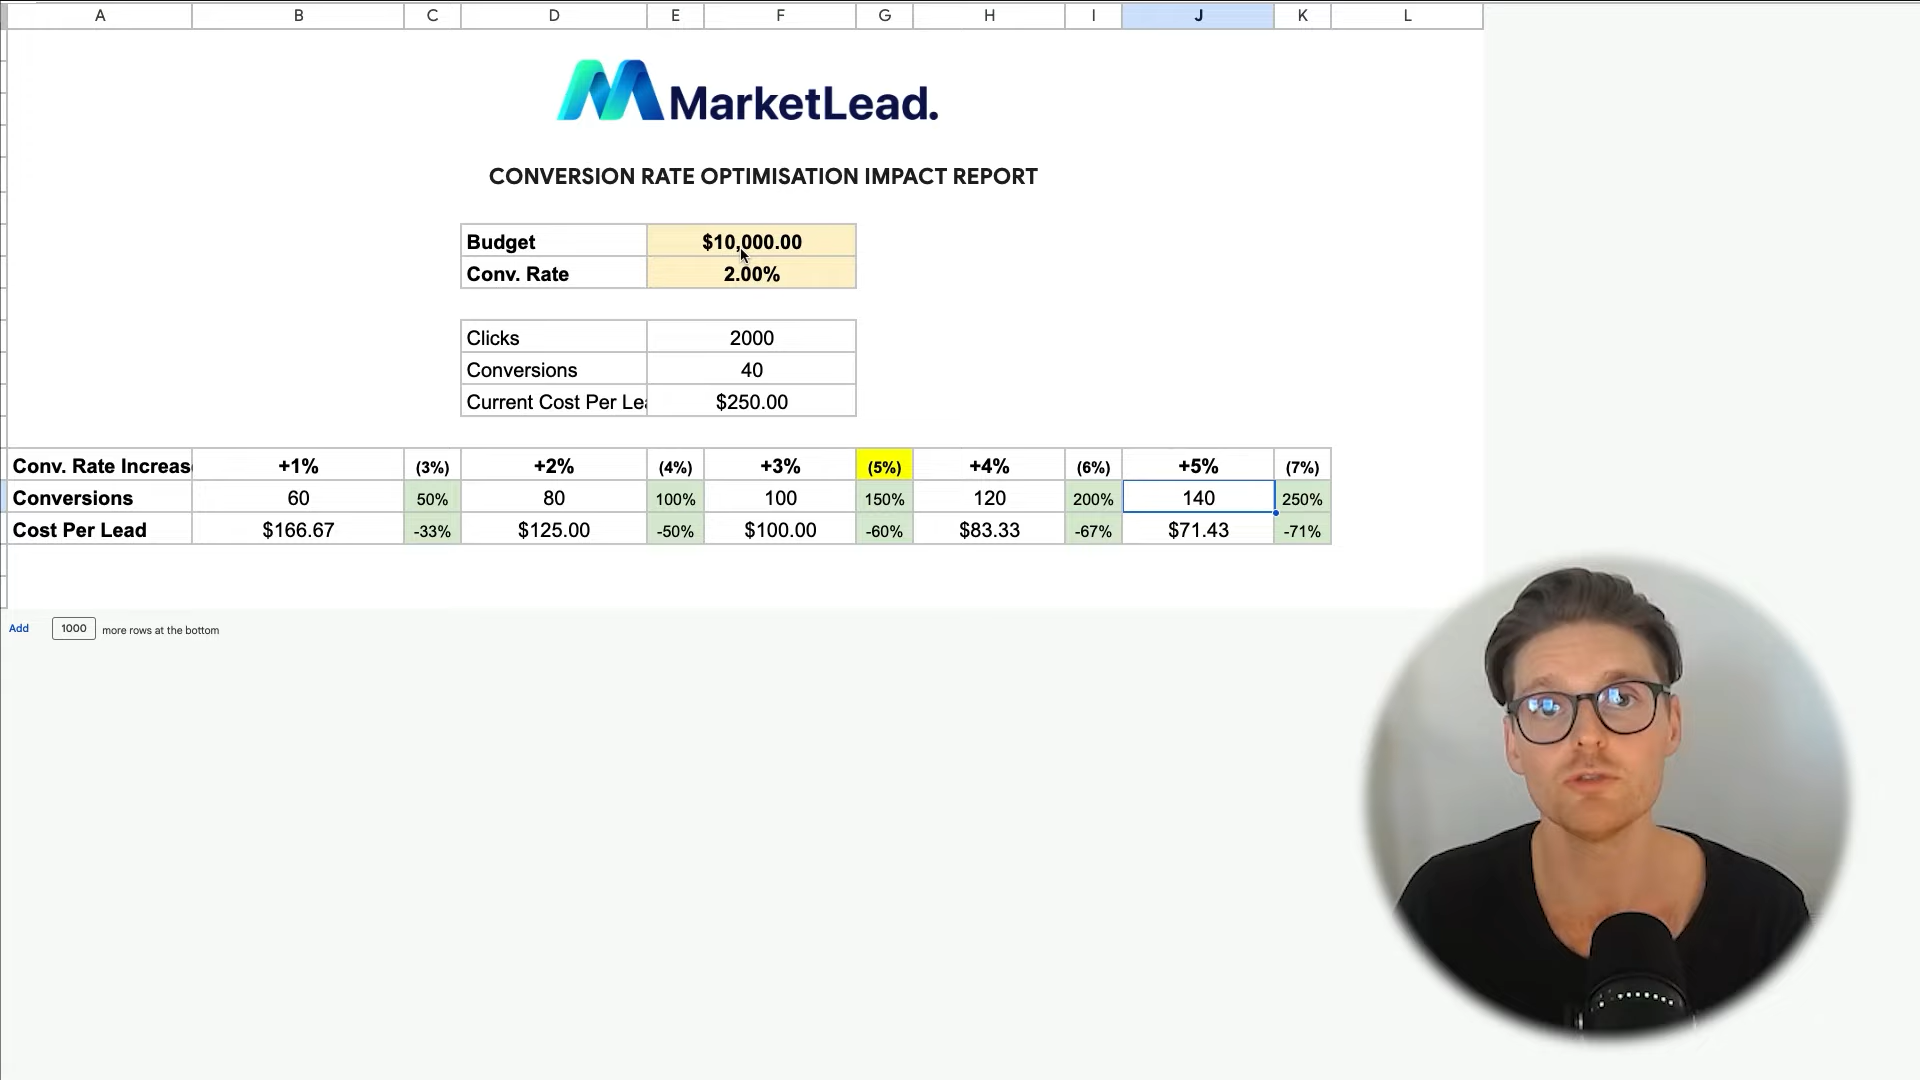 A B C D E F G H I J K L
MarketLead.
CONVERSION RATE OPTIMISATION IMPACT REPORT
Budget $10,000.00
Conv. Rate 2.00%
Clicks 2000
Conversions 40
Current Cost Per Lea $250.00
Conv. Rate Increas +1% (3%) +2% (4%) +3% (5%) +4% (6%) +5% (7%)
Conversions 60 50% 80 100% 100 150% 120 200% 140 250%
Cost Per Lead $166.67 -33% $125.00 -50% $100.00 -60% $83.33 -67% $71.43 -71%
Add 1000 more rows at the bottom